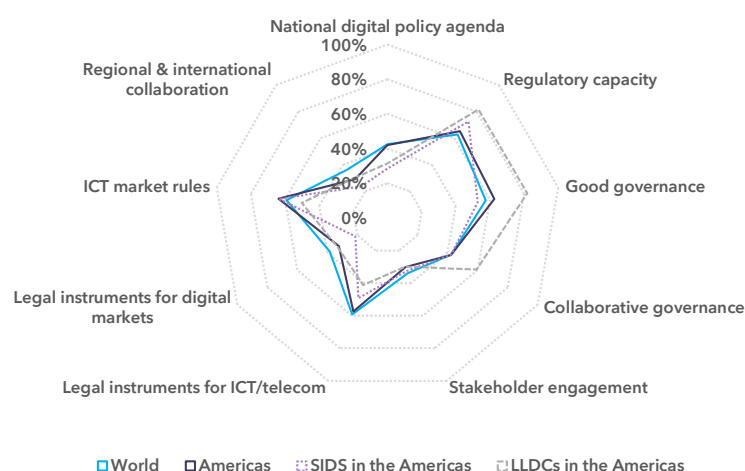 National digital policy agenda
100%
80%
60%
40%
20%
0%
Regulatory capacity
Good governance
Collaborative governance
Stakeholder engagement
Legal instruments for ICT/telecom
Legal instruments for digital
markets
ICT market rules
Regional & international
collaboration
World Americas SIDS in the Americas LLDCs in the Americas